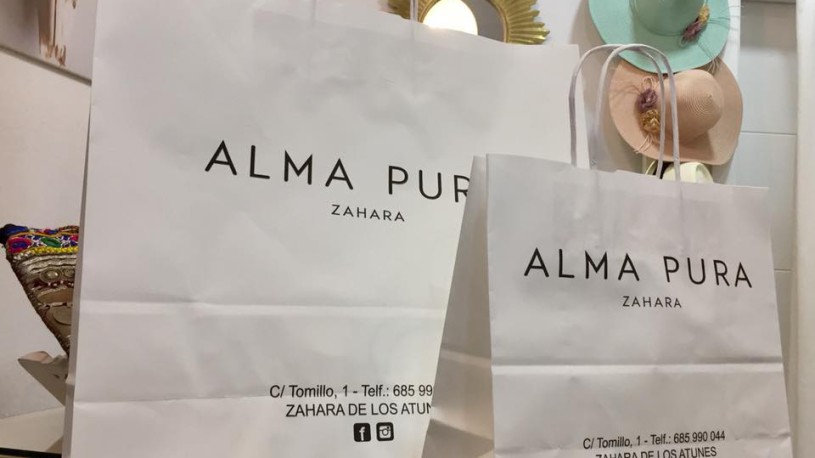 ALMA PUR
ZAHARA
C/ Tomillo, 1 - Telf.: 685 99
ZAHARA DE LOS ATUN
ALMA PURA
ZAHARA
C/ Tomillo, 1 - Telf.: 685 990 044
ZAHARA DE LOS ATUNES